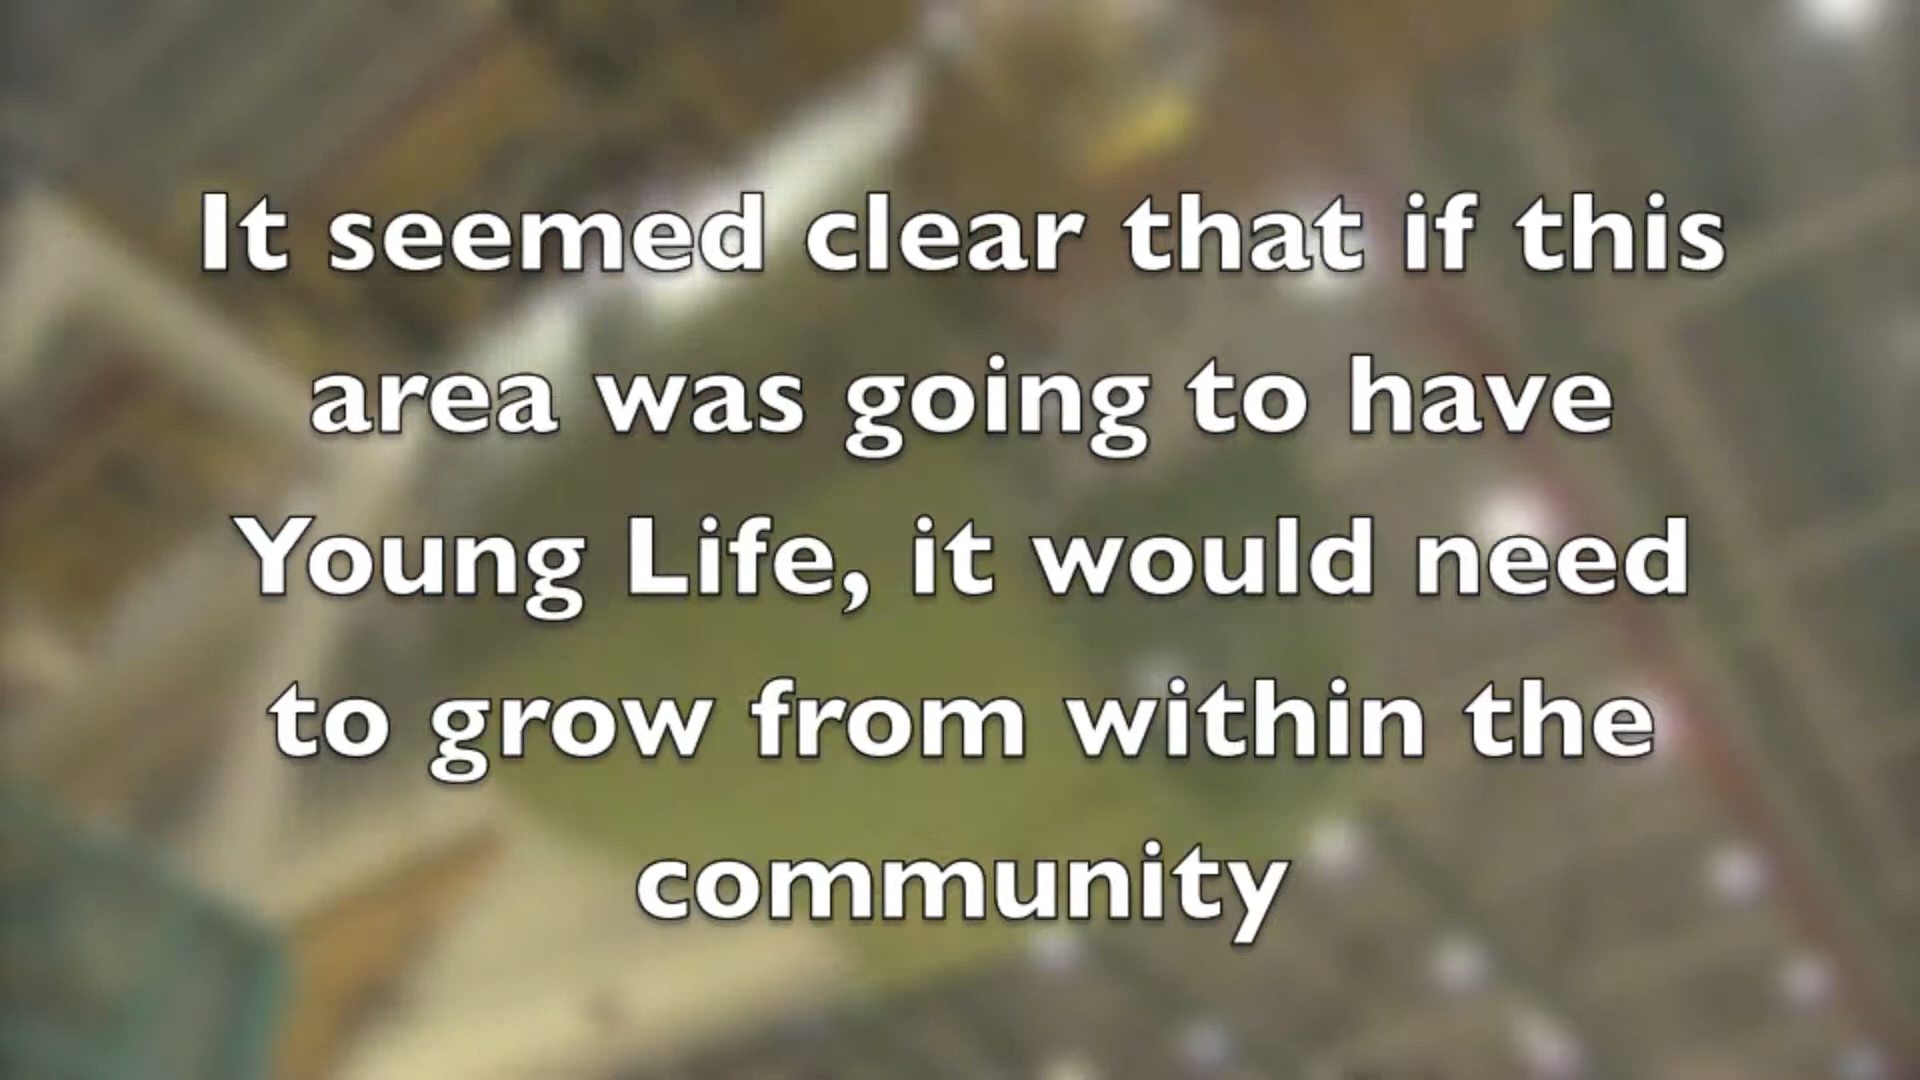 It seemed clear that if this
area was going to have
Young Life, it would need
to grow from within the
community